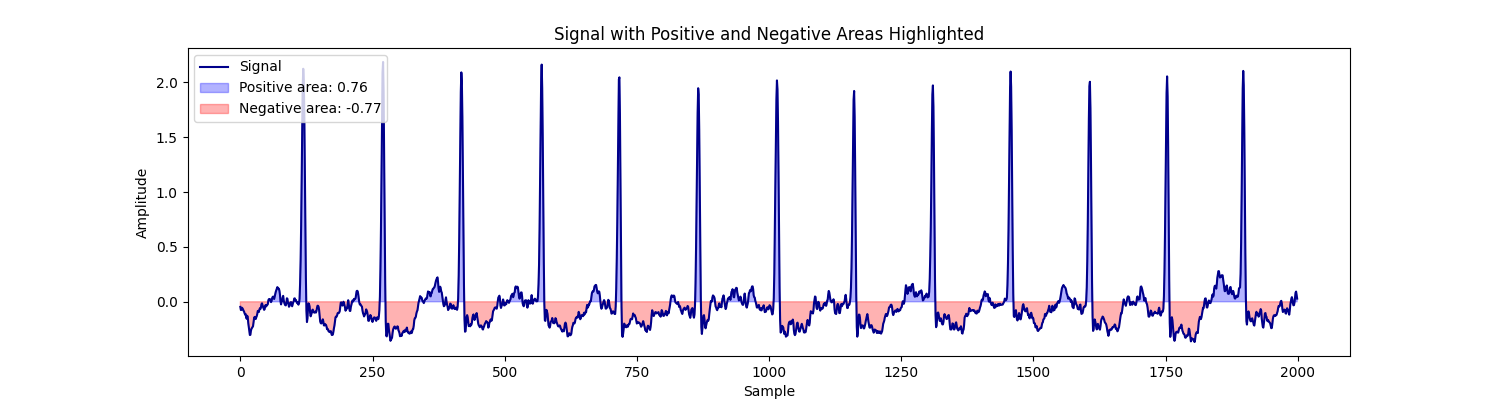 Signal with Positive and Negative Areas Highlighted
Signal
Positive area: 0.76
Negative area: -0.77
2.0
1.5
1.0
0.5
0.0
Amplitude
0 250 500 750 1000 1250 1500 1750 2000
Sample